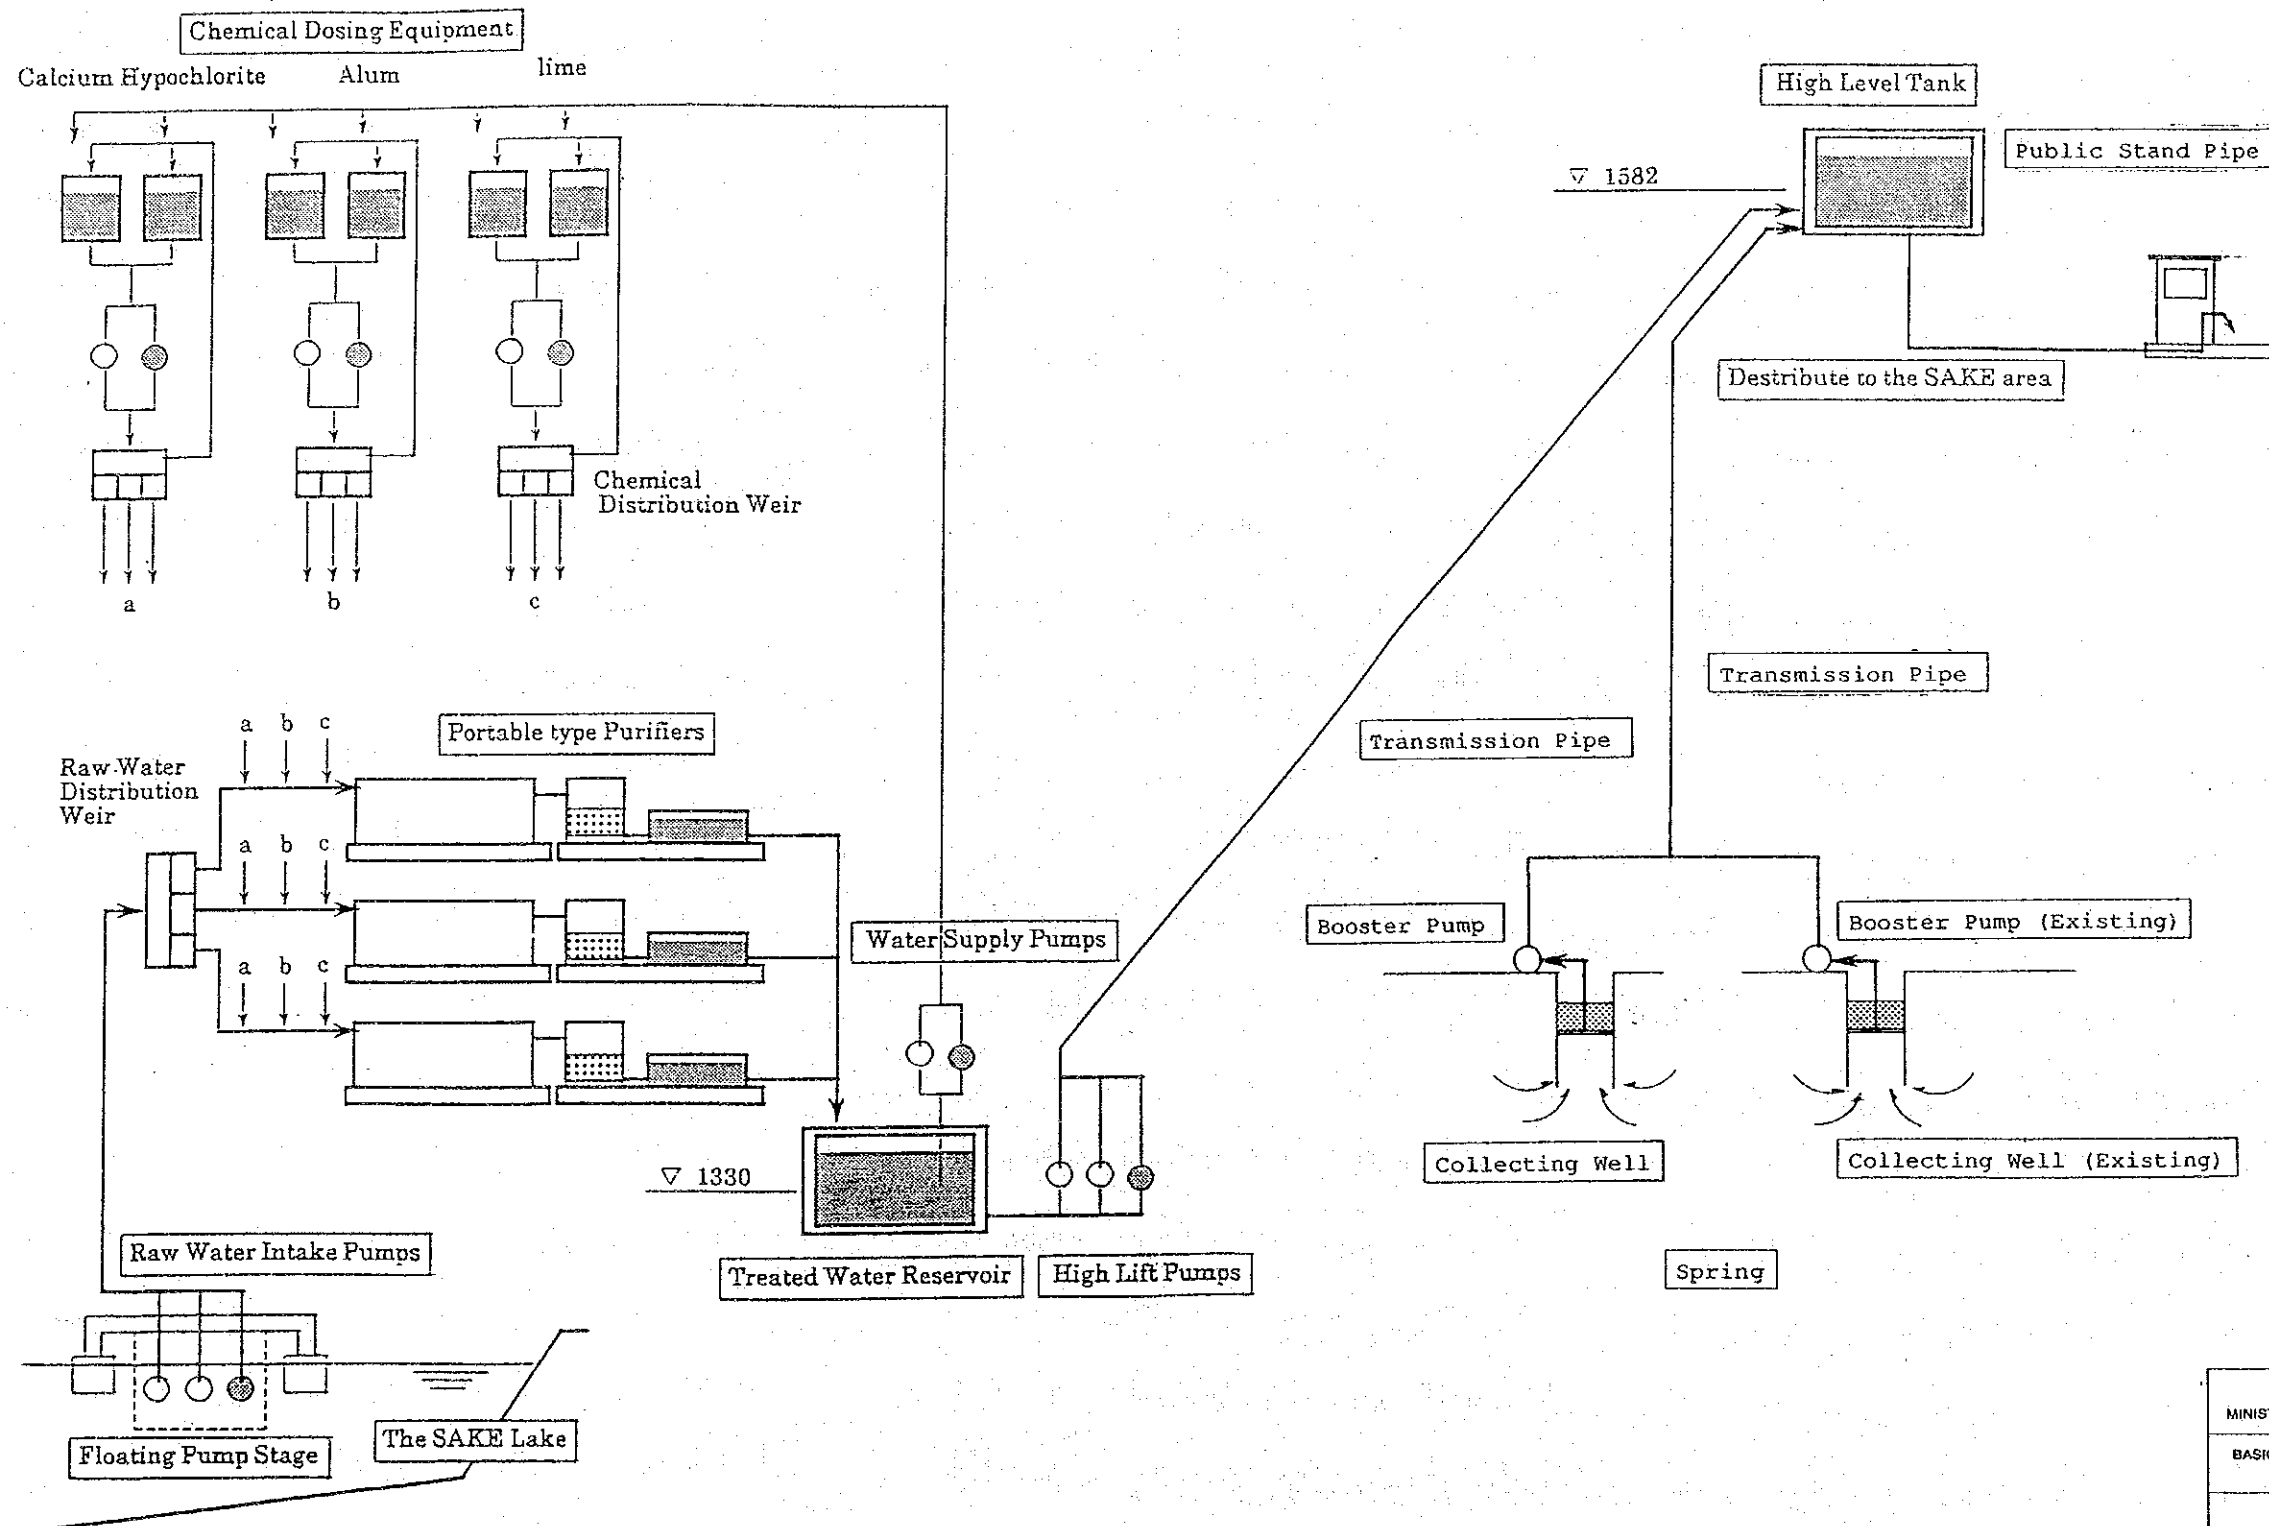 Chemical Dosing Equipment
Calcium Hypochlorite
Alum
lime
High Level Tank
Public Stand Pipe
▽ 1582
Destribute to the SAKE area
Chemical
Distribution Weir
a
b
c
Transmission Pipe
Transmission Pipe
Portable type Purifiers
Raw-Water
Distribution
Weir
a b c
a b c
a b c
Water Supply Pumps
Booster Pump
Booster Pump (Existing)
▽ 1330
Collecting Well
Collecting Well (Existing)
Raw Water Intake Pumps
Treated Water Reservoir
High Lift Pumps
Spring
The SAKE Lake
Floating Pump Stage